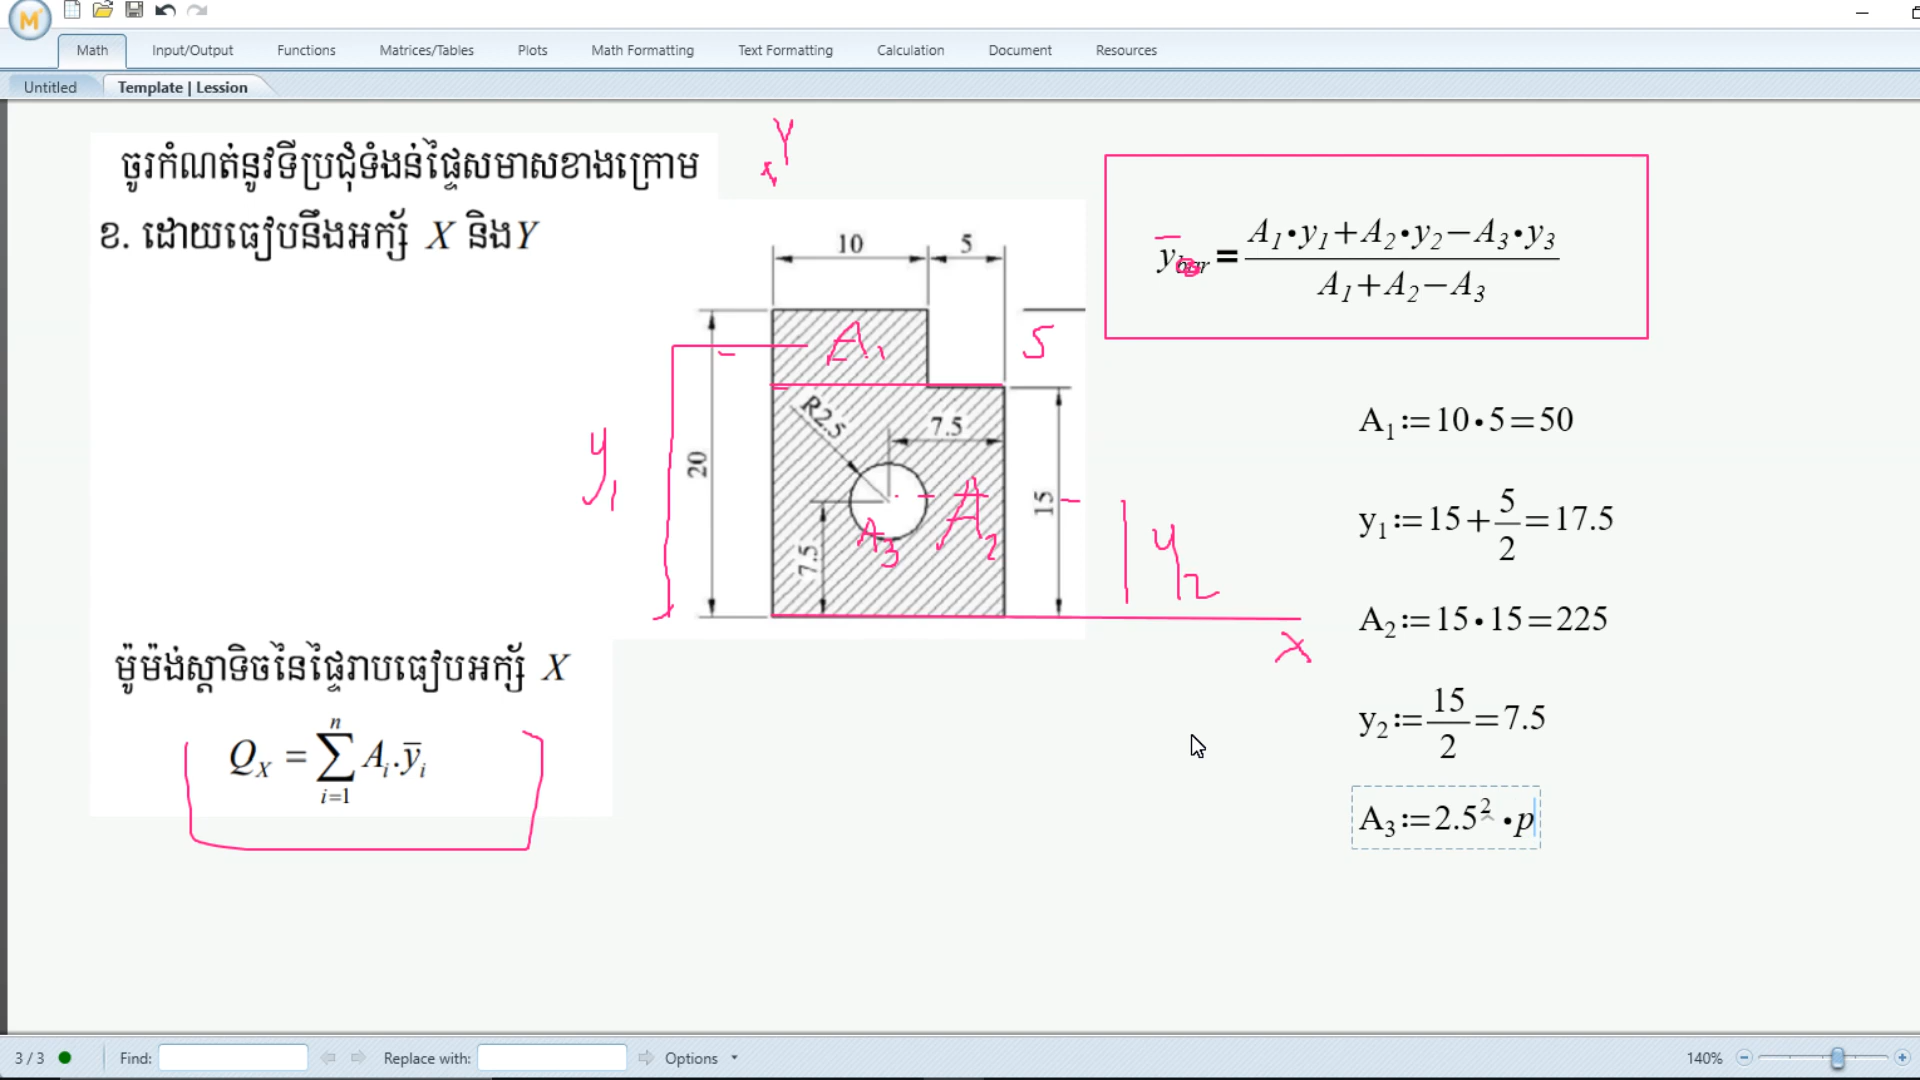 Math Input/Output Functions Matrices/Tables Plots Math Formatting Text Formatting Calculation Document Resources
Untitled Template | Lession
ចូរកំណត់នូវទីប្រជុំទំងន់ផ្ទៃសមាសខាងក្រោម
ខ. ដោយធៀបនឹងអក្ស័ X និងY
Y
x
10 5
A₁
5
R2.5
7.5
20
y₁
15
A₂
A₃
7.5
y₂
X
ម៉ូម៉ង់ស្តាទិចនៃផ្ទៃរាបធៀបអក្ស័ X
Q_X = ∑_{i=1}^{n} A_i.ȳ_i
y_bar = (A₁•y₁+A₂•y₂−A₃•y₃)/(A₁+A₂−A₃)
A₁:=10•5=50
y₁:=15+5/2=17.5
A₂:=15•15=225
y₂:=15/2=7.5
A₃:=2.5²•p
3 / 3 Find: Replace with: Options 140%